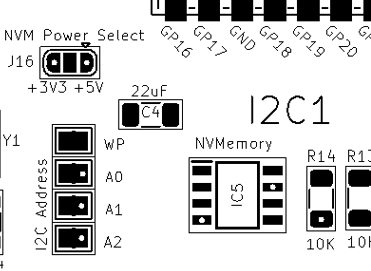 GP16 GP17 GND GP18 GP19 GP20
NVM Power Select
J16
+3V3 +5V
22uF
C4
I2C1
Y1
WP
NVMemory
R14 R13
I2C Address
A0
A1
A2
IC5
10K